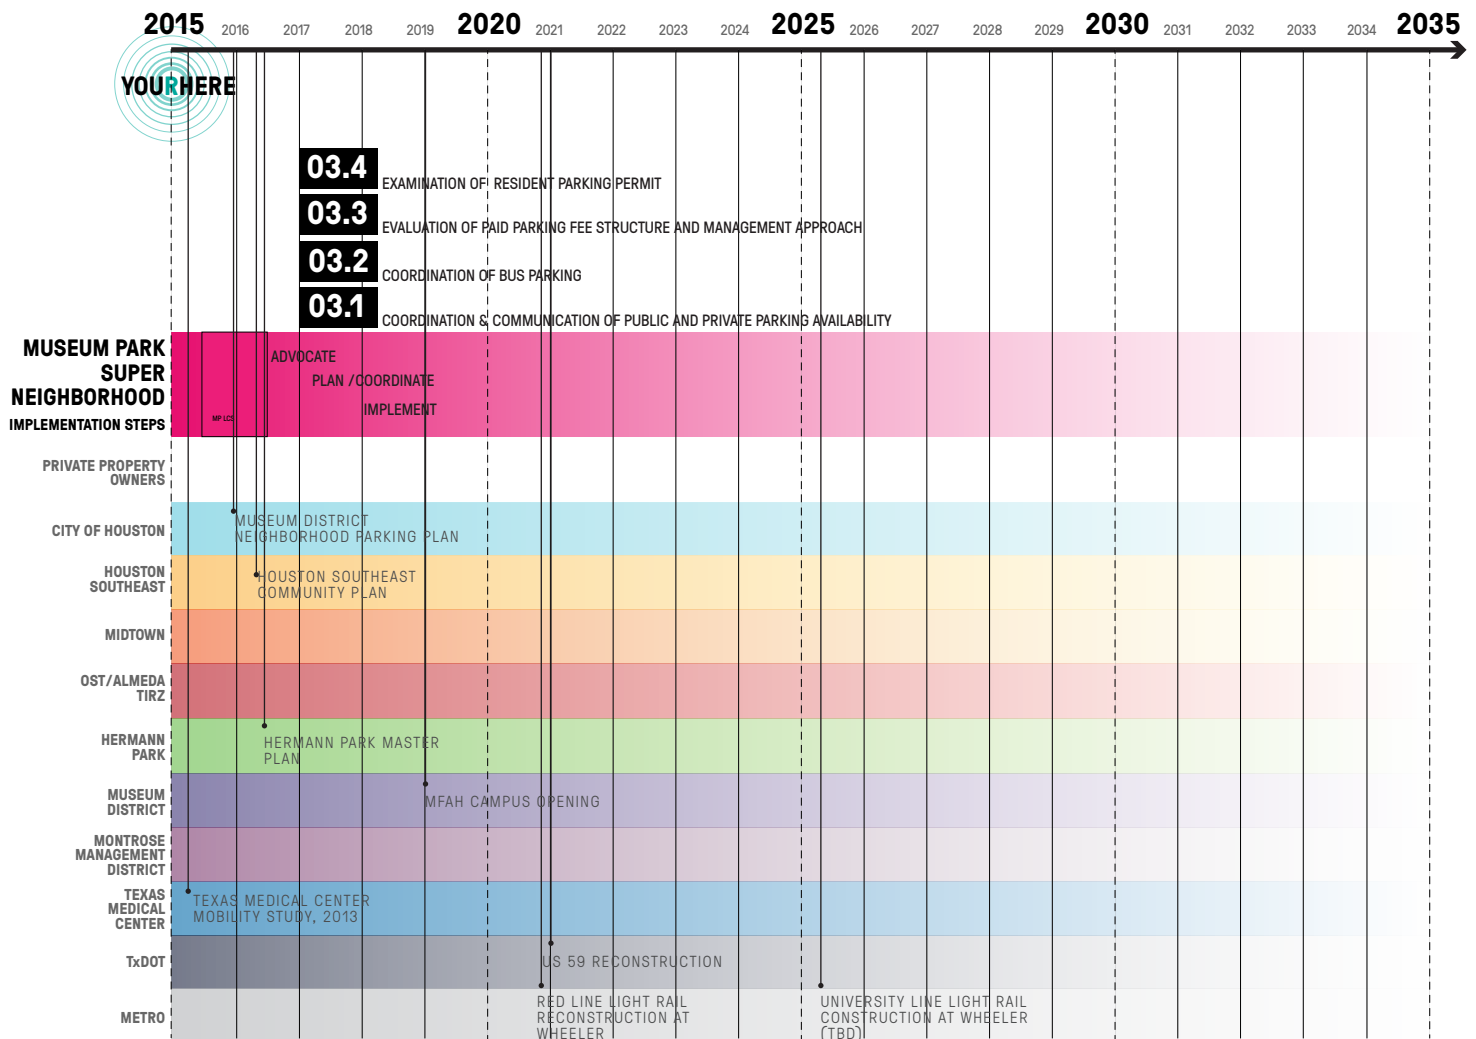 2015 2016 2017 2018 2019 2020 2021 2022 2023 2024 2025 2026 2027 2028 2029 2030 2031 2032 2033 2034 2035
YOURHERE
03.4 EXAMINATION OF RESIDENT PARKING PERMIT
03.3 EVALUATION OF PAID PARKING FEE STRUCTURE AND MANAGEMENT APPROACH
03.2 COORDINATION OF BUS PARKING
03.1 COORDINATION & COMMUNICATION OF PUBLIC AND PRIVATE PARKING AVAILABILITY
MUSEUM PARK
SUPER
NEIGHBORHOOD
IMPLEMENTATION STEPS
ADVOCATE
PLAN /COORDINATE
IMPLEMENT
MP LCS
PRIVATE PROPERTY
OWNERS
CITY OF HOUSTON
MUSEUM DISTRICT
NEIGHBORHOOD PARKING PLAN
HOUSTON
SOUTHEAST
HOUSTON SOUTHEAST
COMMUNITY PLAN
MIDTOWN
OST/ALMEDA
TIRZ
HERMANN
PARK
HERMANN PARK MASTER
PLAN
MUSEUM
DISTRICT
MFAH CAMPUS OPENING
MONTROSE
MANAGEMENT
DISTRICT
TEXAS
MEDICAL
CENTER
TEXAS MEDICAL CENTER
MOBILITY STUDY, 2013
TxDOT
US 59 RECONSTRUCTION
METRO
RED LINE LIGHT RAIL
RECONSTRUCTION AT
WHEELER
UNIVERSITY LINE LIGHT RAIL
CONSTRUCTION AT WHEELER
(TBD)